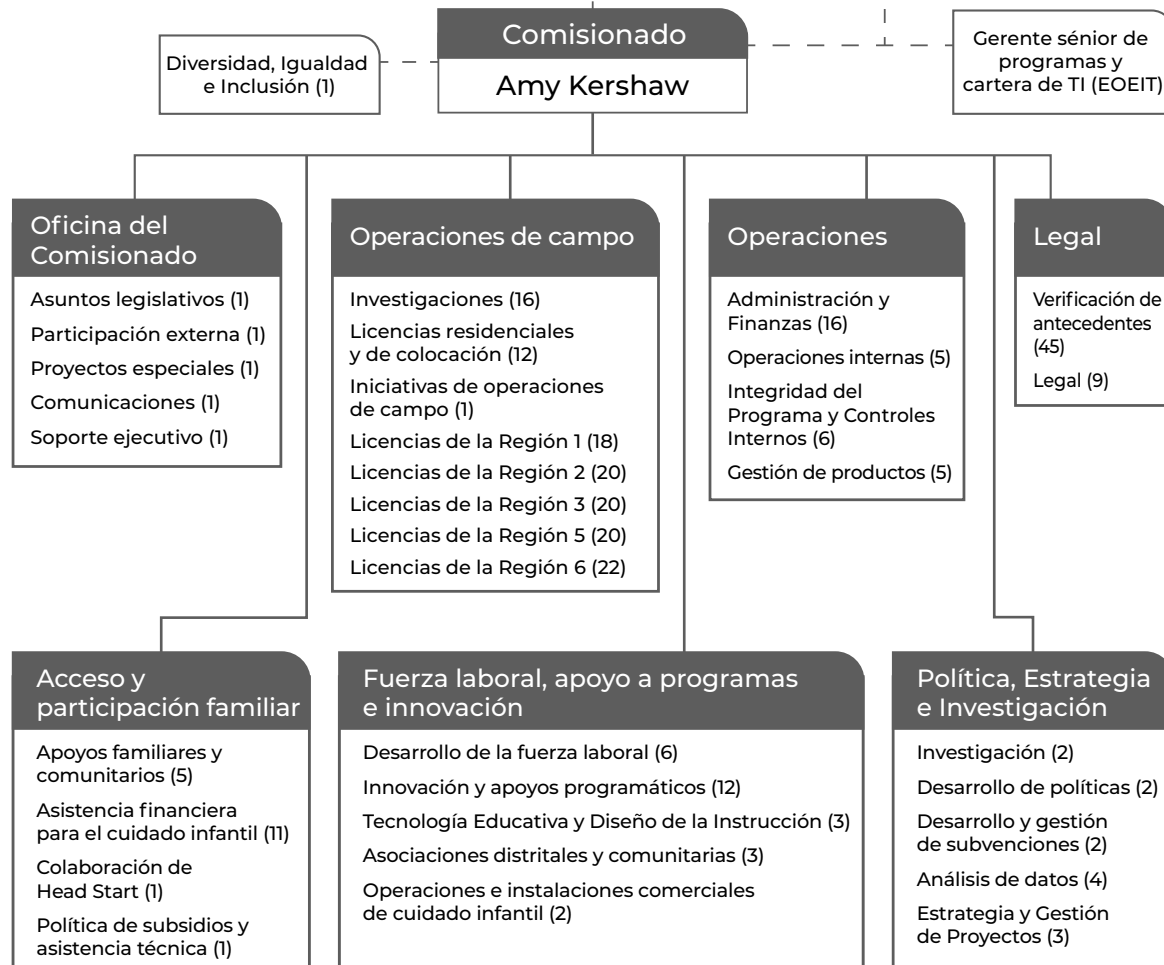 Comisionado
Amy Kershaw
Diversidad, Igualdad
e Inclusión (1)
Gerente sénior de
programas y
cartera de TI (EOEIT)
Oficina del
Comisionado
Asuntos legislativos (1)
Participación externa (1)
Proyectos especiales (1)
Comunicaciones (1)
Soporte ejecutivo (1)
Operaciones de campo
Investigaciones (16)
Licencias residenciales
y de colocación (12)
Iniciativas de operaciones
de campo (1)
Licencias de la Región 1 (18)
Licencias de la Región 2 (20)
Licencias de la Región 3 (20)
Licencias de la Región 5 (20)
Licencias de la Región 6 (22)
Operaciones
Administración y
Finanzas (16)
Operaciones internas (5)
Integridad del
Programa y Controles
Internos (6)
Gestión de productos (5)
Legal
Verificación de
antecedentes
(45)
Legal (9)
Acceso y
participación familiar
Apoyos familiares y
comunitarios (5)
Asistencia financiera
para el cuidado infantil (11)
Colaboración de
Head Start (1)
Política de subsidios y
asistencia técnica (1)
Fuerza laboral, apoyo a programas
e innovación
Desarrollo de la fuerza laboral (6)
Innovación y apoyos programáticos (12)
Tecnología Educativa y Diseño de la Instrucción (3)
Asociaciones distritales y comunitarias (3)
Operaciones e instalaciones comerciales
de cuidado infantil (2)
Política, Estrategia
e Investigación
Investigación (2)
Desarrollo de políticas (2)
Desarrollo y gestión
de subvenciones (2)
Análisis de datos (4)
Estrategia y Gestión
de Proyectos (3)